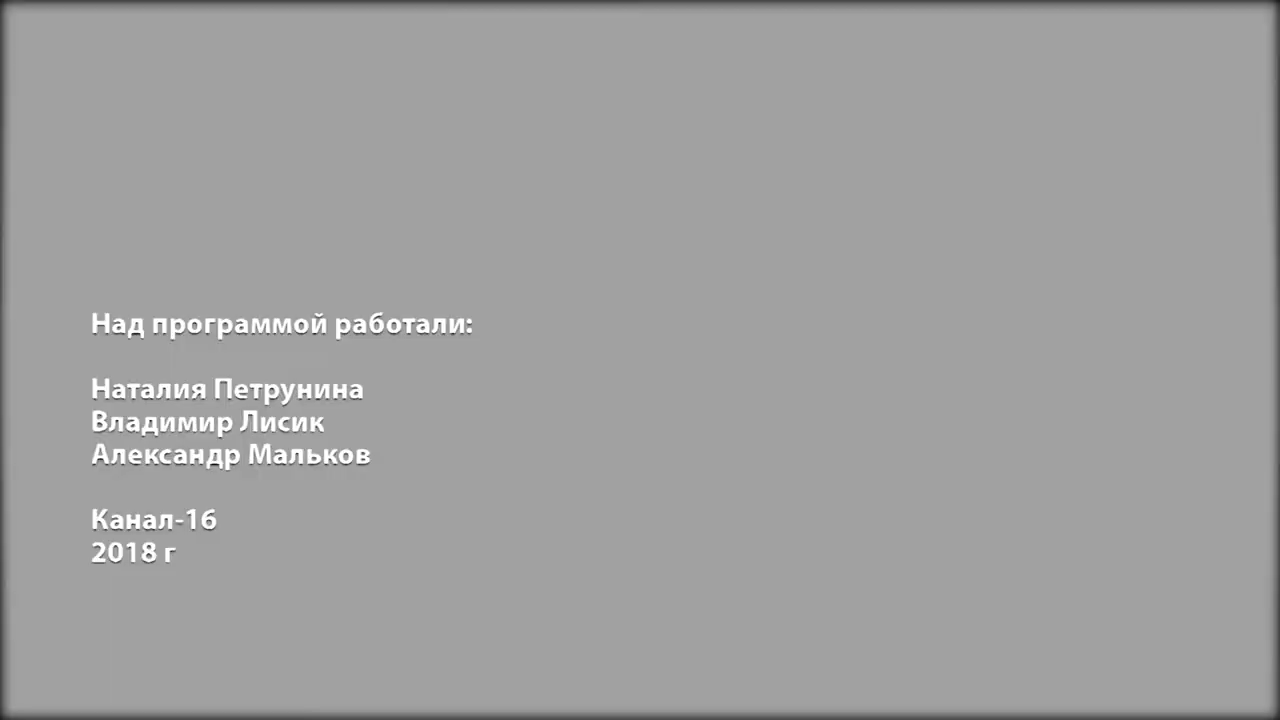 Над программой работали:
Наталия Петрунина
Владимир Лисик
Александр Мальков
Канал-16
2018 г